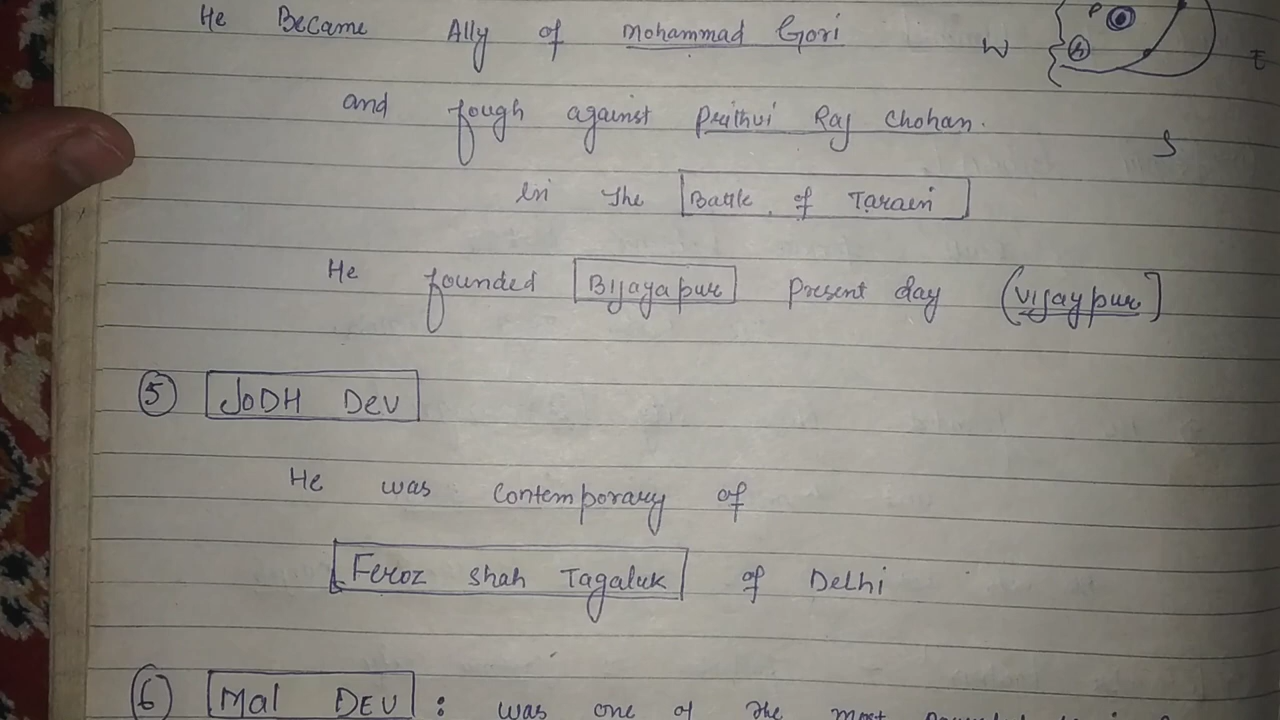 He Became Ally of Mohammad Gori
P
h
W
E
and fough against Prithvi Raj Chohan.
S
in the Battle of Tarain
He founded Bijayapur present day (Vijaypur]
5 JODH DEV
He was contemporary of
Feroz Shah Tagaluk of Delhi
6 Mal DEV : was one of the most